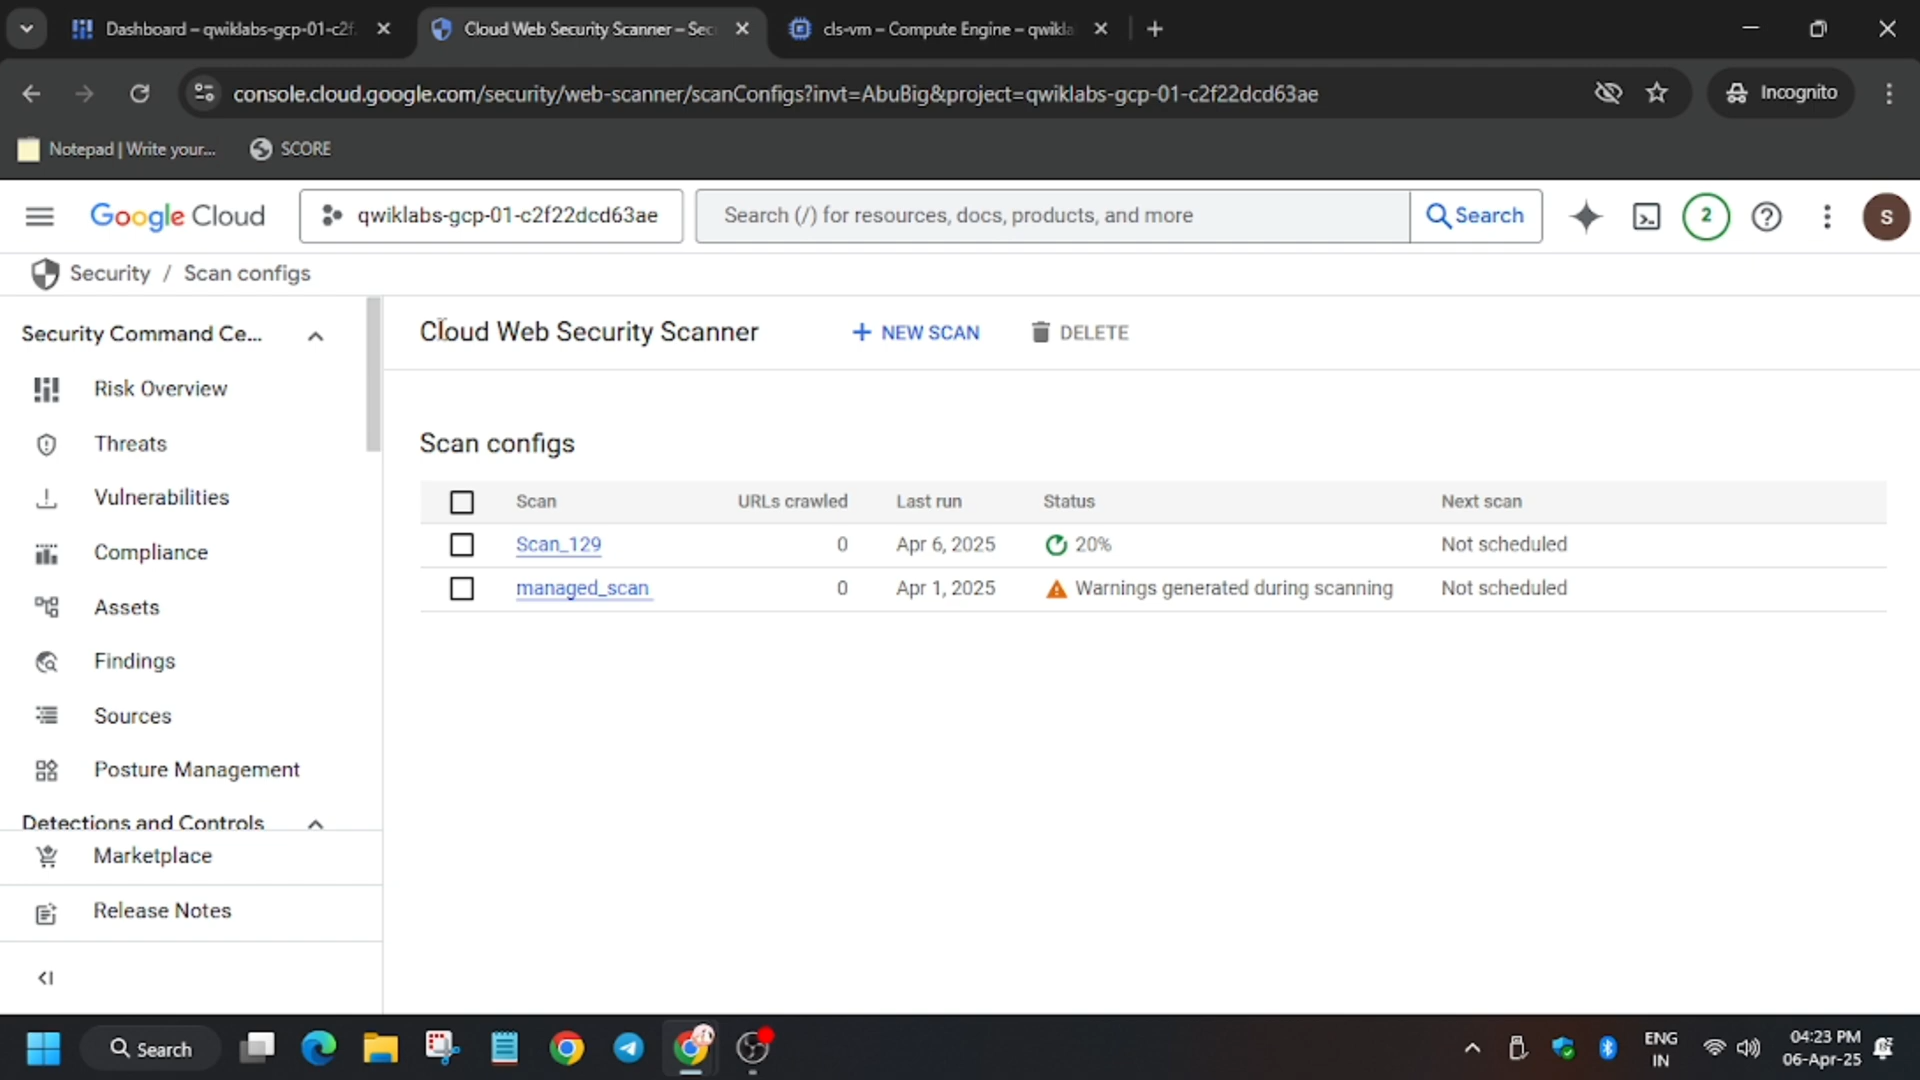 Dashboard – qwiklabs-gcp-01-c2f
Cloud Web Security Scanner – Sec
cls-vm – Compute Engine – qwikla
console.cloud.google.com/security/web-scanner/scanConfigs?invt=AbuBig&project=qwiklabs-gcp-01-c2f22dcd63ae
Incognito
Notepad | Write your...
SCORE
Google Cloud
qwiklabs-gcp-01-c2f22dcd63ae
Search (/) for resources, docs, products, and more
Search
2
S
Security / Scan configs
Security Command Ce...
Risk Overview
Threats
Vulnerabilities
Compliance
Assets
Findings
Sources
Posture Management
Detections and Controls
Marketplace
Release Notes
Cloud Web Security Scanner
+ NEW SCAN
DELETE
Scan configs
Scan URLs crawled Last run Status Next scan
Scan_129 0 Apr 6, 2025 20% Not scheduled
managed_scan 0 Apr 1, 2025 Warnings generated during scanning Not scheduled
Search
ENG
IN
04:23 PM
06-Apr-25